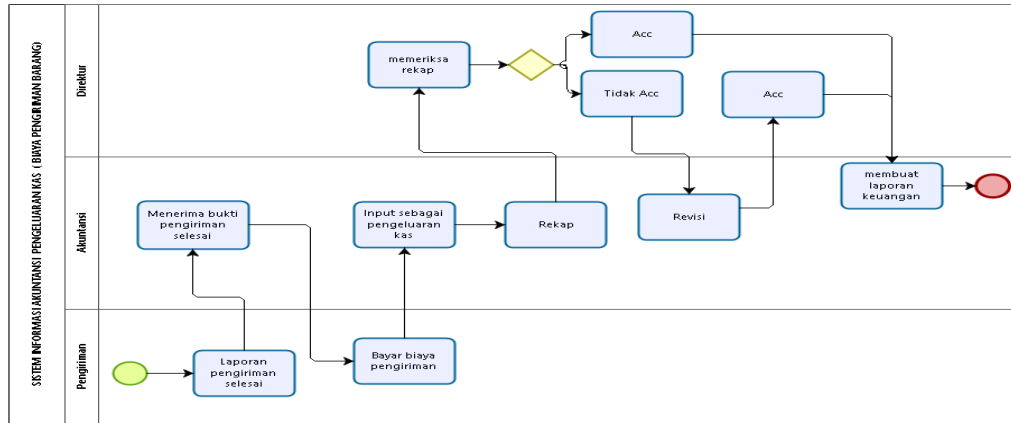 SISTEM INFORMASI AKUNTANSI PENGELUARAN KAS ( BIAYA PENGIRIMAN BARANG)
Direktur
memeriksa
rekap
Acc
Tidak Acc
Acc
Akuntansi
Menerima bukti
pengiriman
selesai
Input sebagai
pengeluaran
kas
Rekap
Revisi
membuat
laporan
keuangan
Pengiriman
Laporan
pengiriman
selesai
Bayar biaya
pengiriman